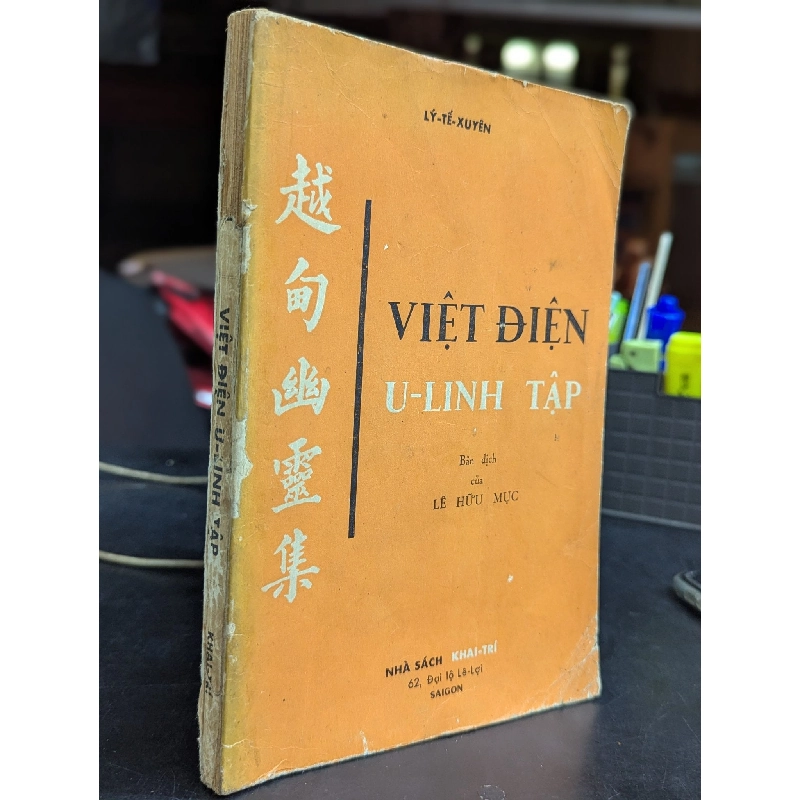 LÝ-TẾ-XUYÊN
越甸幽靈集
VIỆT ĐIỆN
U-LINH TẬP
Bản dịch
của
LÊ HỮU MỤC
NHÀ SÁCH KHAI-TRÍ
62, Đại lộ Lê-Lợi
SAIGON
VIỆT ĐIỆN U-LINH TẬP
KHAI-TRÍ